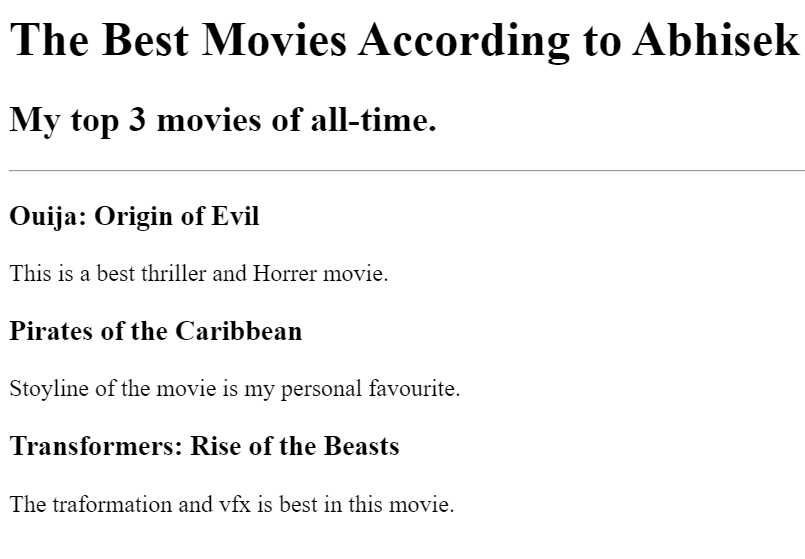 The Best Movies According to Abhisek
My top 3 movies of all-time.
Ouija: Origin of Evil
This is a best thriller and Horrer movie.
Pirates of the Caribbean
Stoyline of the movie is my personal favourite.
Transformers: Rise of the Beasts
The traformation and vfx is best in this movie.